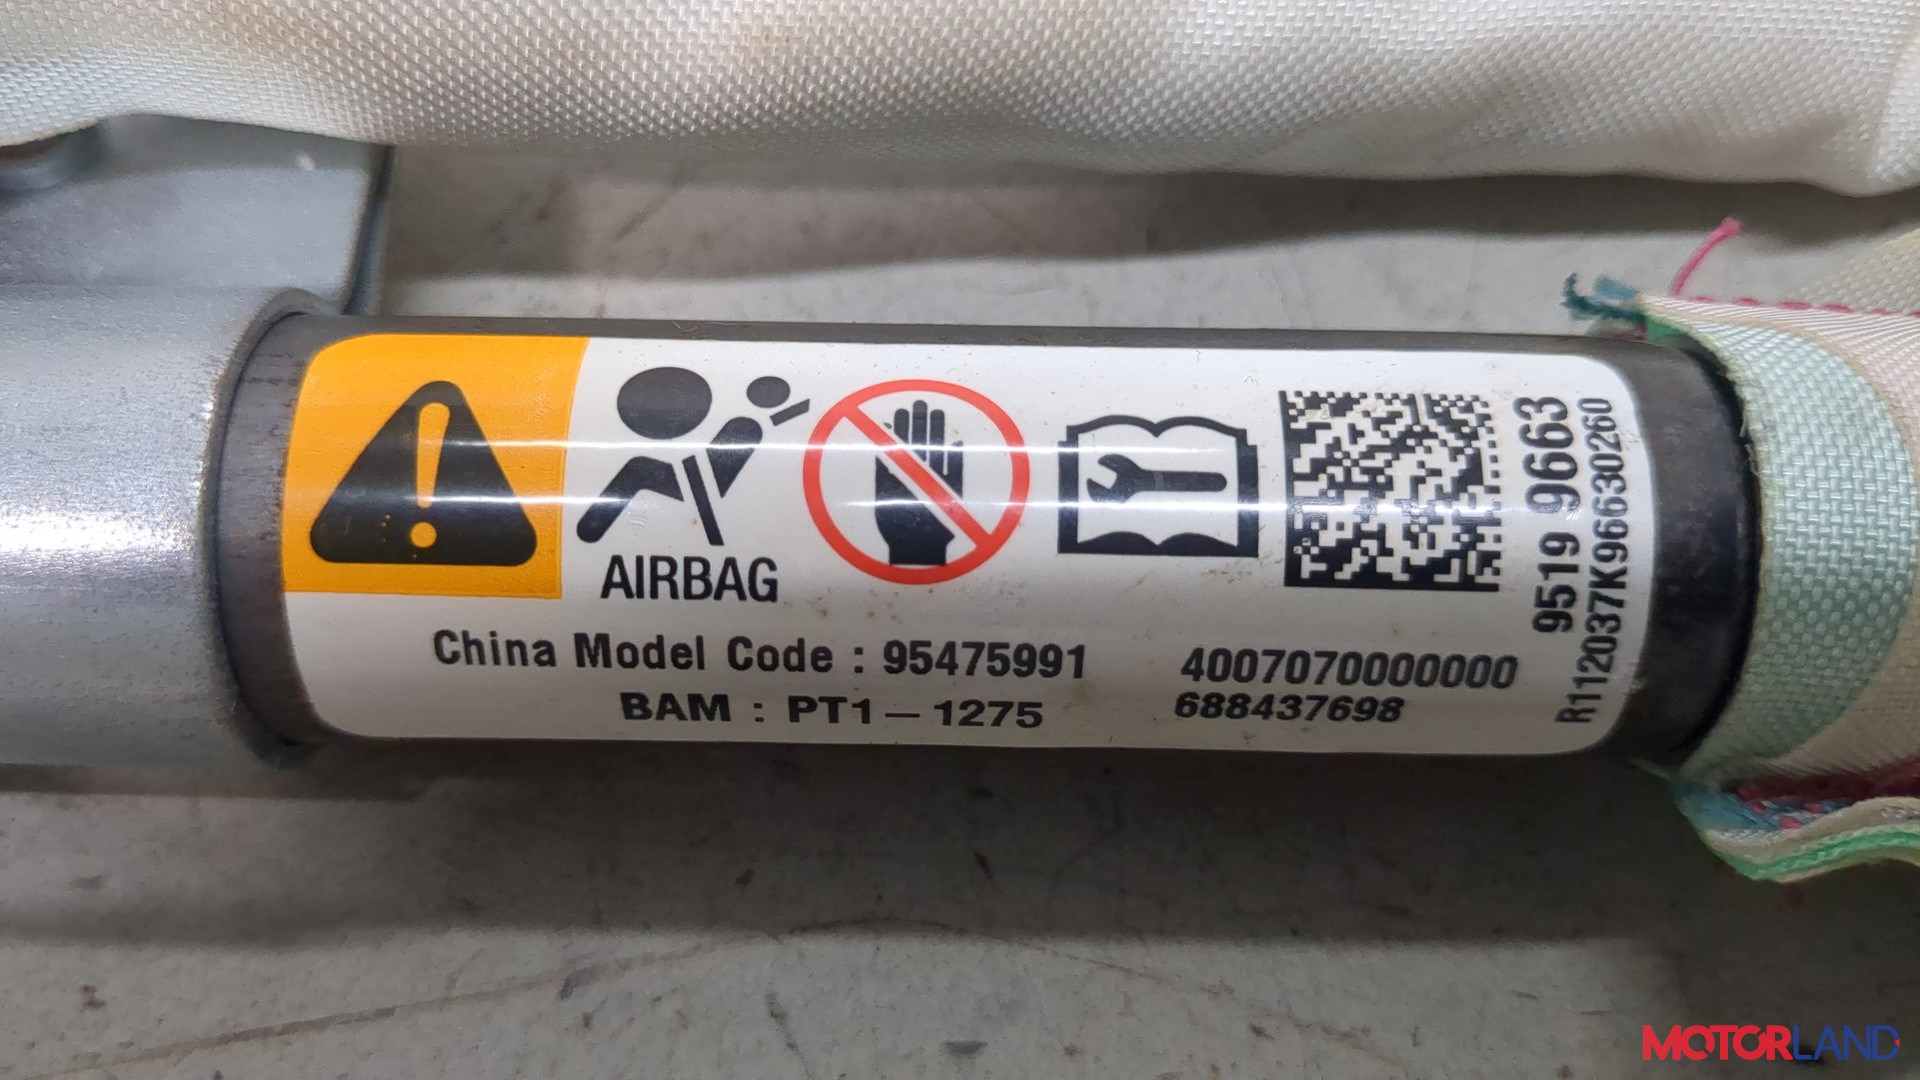 AIRBAG
China Model Code : 95475991
BAM : PT1-1275
4007070000000
688437698
9519 9663
R112037K96630260
MOTORLAND